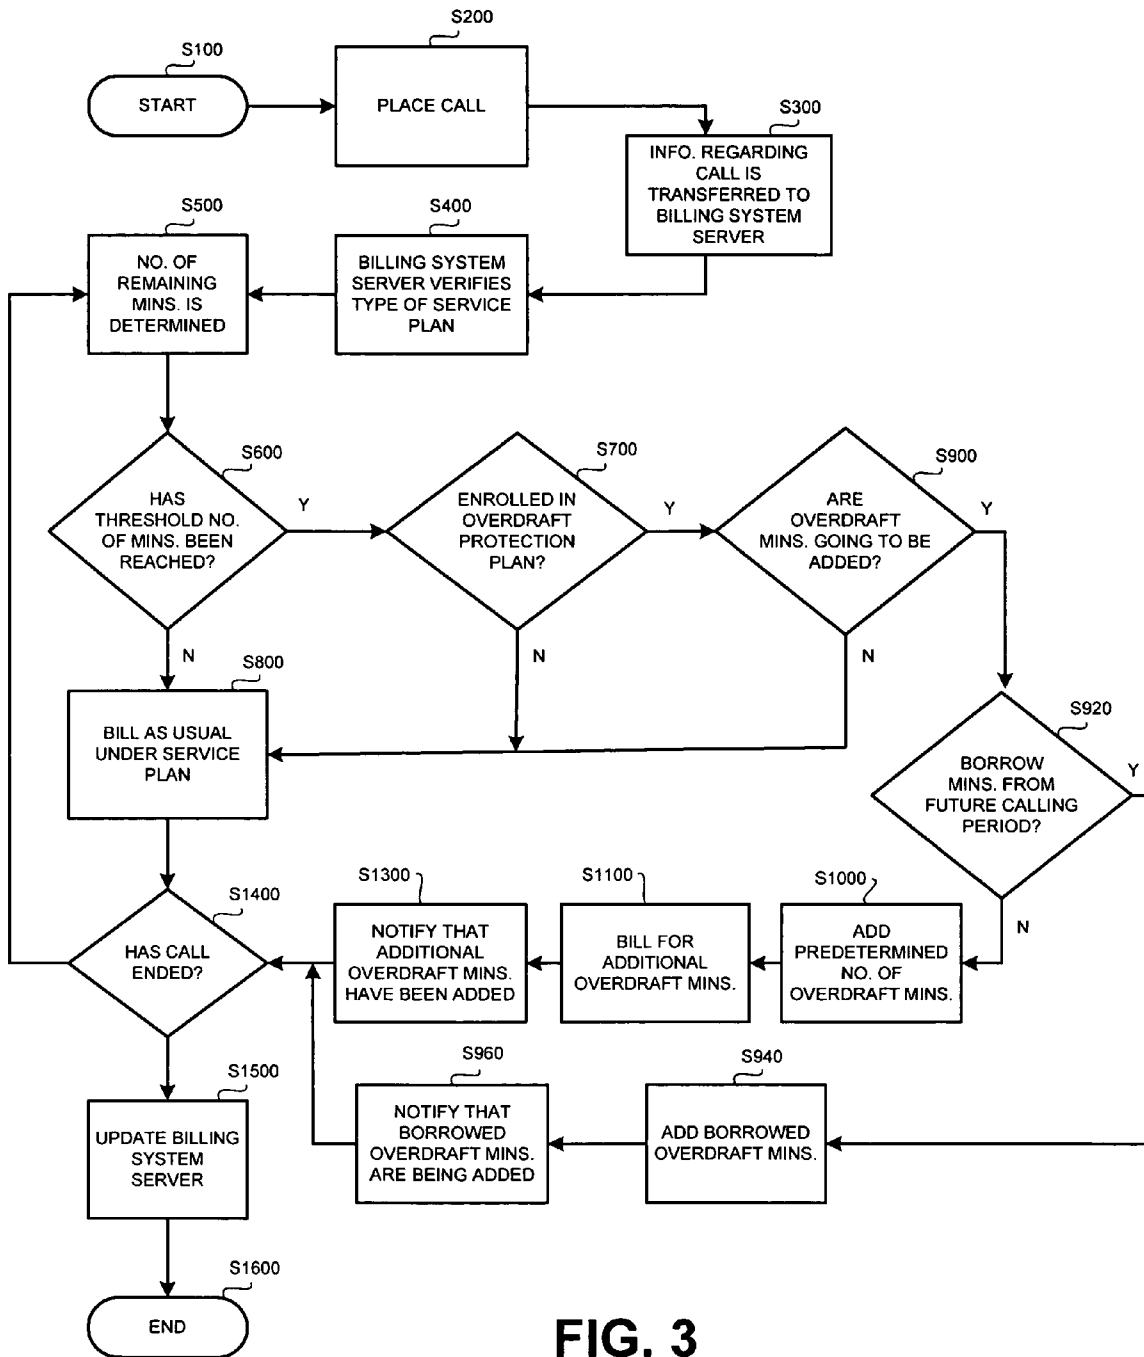 S100
START
S200
PLACE CALL
S300
INFO. REGARDING
CALL IS
TRANSFERRED TO
BILLING SYSTEM
SERVER
S400
BILLING SYSTEM
SERVER VERIFIES
TYPE OF SERVICE
PLAN
S500
NO. OF
REMAINING
MINS. IS
DETERMINED
S600
HAS
THRESHOLD NO.
OF MINS. BEEN
REACHED?
Y
N
S700
ENROLLED IN
OVERDRAFT
PROTECTION
PLAN?
Y
N
S900
ARE
OVERDRAFT
MINS. GOING TO BE
ADDED?
Y
N
S800
BILL AS USUAL
UNDER SERVICE
PLAN
S920
BORROW
MINS. FROM
FUTURE CALLING
PERIOD?
Y
N
S1000
ADD
PREDETERMINED
NO. OF
OVERDRAFT MINS.
S1100
BILL FOR
ADDITIONAL
OVERDRAFT MINS.
S1300
NOTIFY THAT
ADDITIONAL
OVERDRAFT MINS.
HAVE BEEN ADDED
S1400
HAS CALL
ENDED?
S940
ADD BORROWED
OVERDRAFT MINS.
S960
NOTIFY THAT
BORROWED
OVERDRAFT MINS.
ARE BEING ADDED
S1500
UPDATE BILLING
SYSTEM
SERVER
S1600
END
FIG. 3